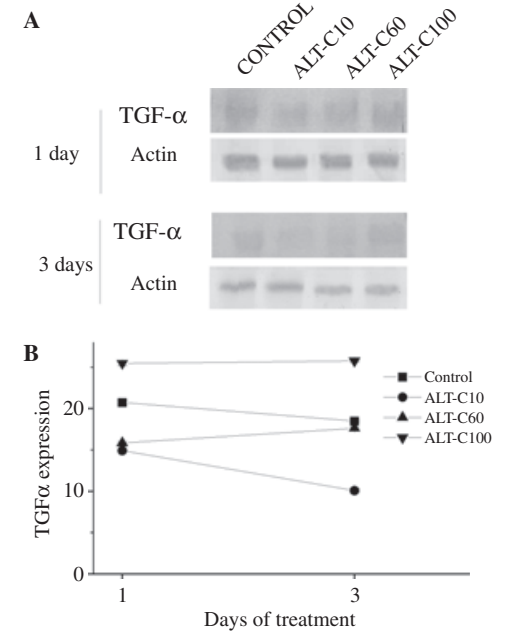 A
CONTROL
ALT-C10
ALT-C60
ALT-C100
TGF-α
1 day
Actin
TGF-α
3 days
Actin
B
Control
ALT-C10
ALT-C60
ALT-C100
20
10
0
TGFα expression
1
3
Days of treatment